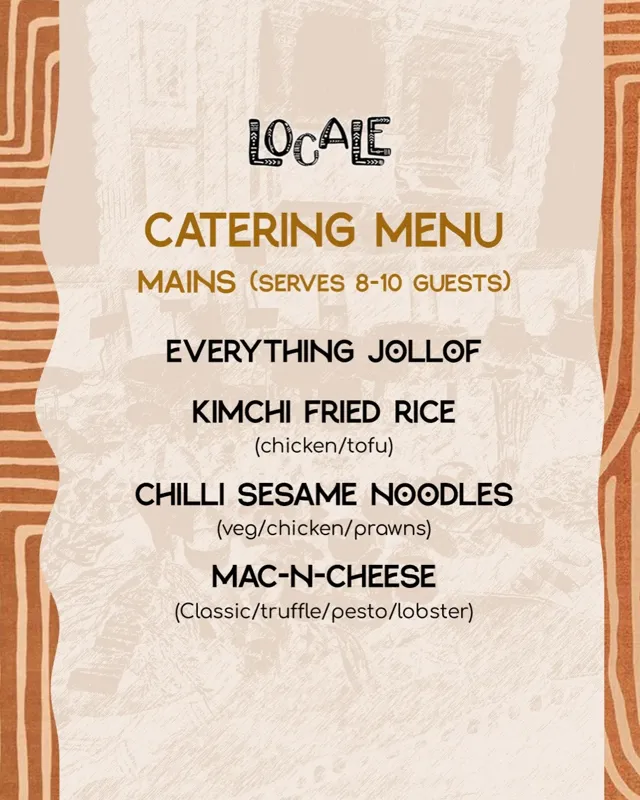 LOCALE
CATERING MENU
MAINS (SERVES 8-10 GUESTS)
EVERYTHING JOLLOF
KIMCHI FRIED RICE
(chicken/tofu)
CHILLI SESAME NOODLES
(veg/chicken/prawns)
MAC-N-CHEESE
(Classic/truffle/pesto/lobster)